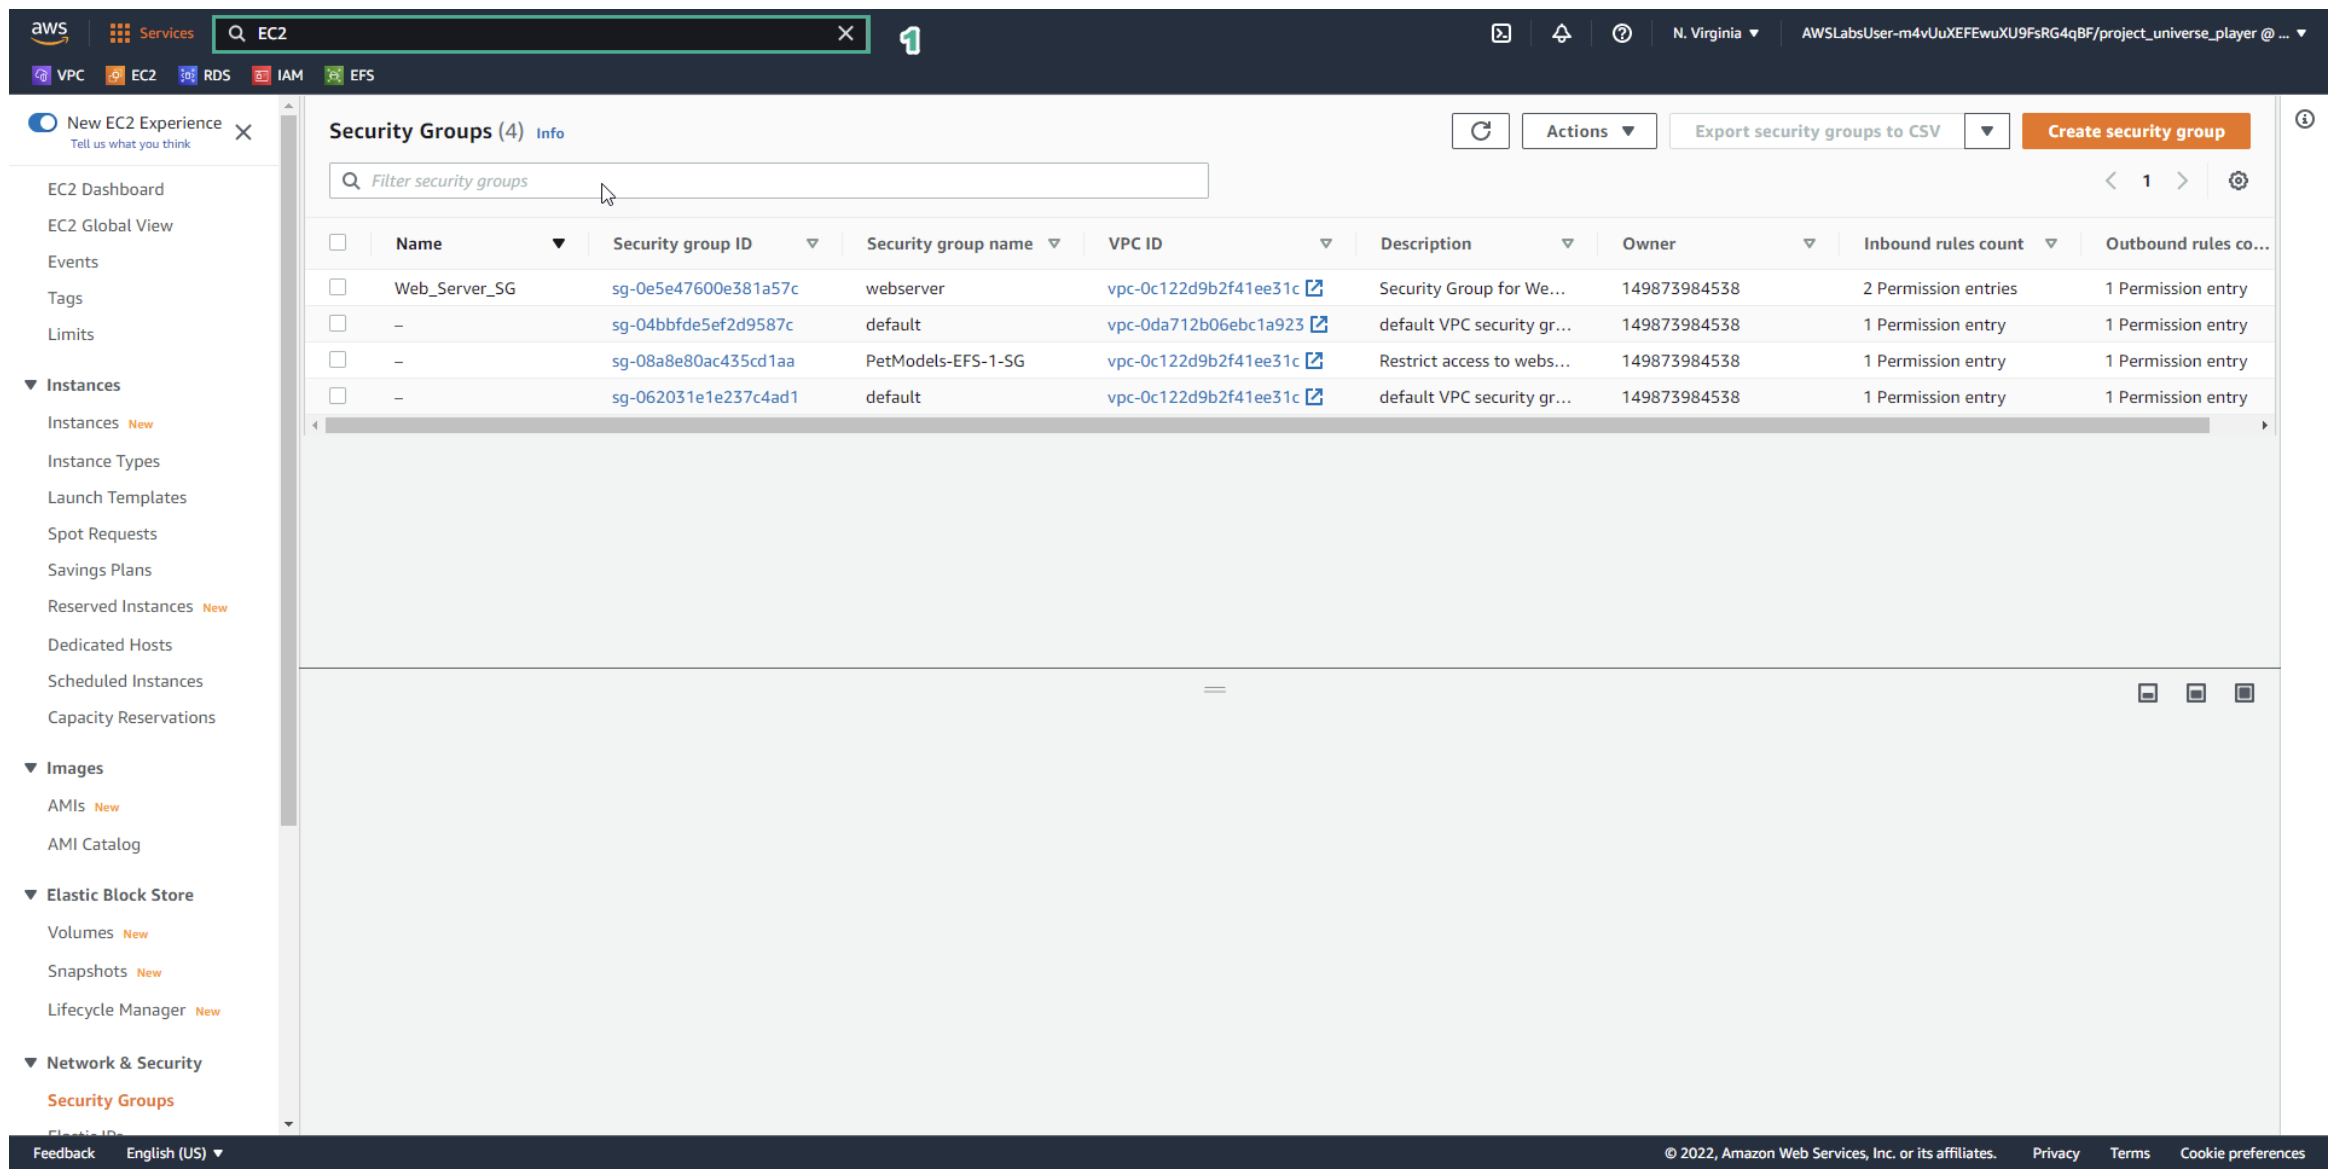 aws
Services
EC2
1
N. Virginia ▼
AWSLabsUser-m4vUuXEFEwuXU9FsRG4qBF/project_universe_player @ ... ▼
VPC EC2 RDS IAM EFS
New EC2 Experience
Tell us what you think
EC2 Dashboard
EC2 Global View
Events
Tags
Limits
Instances
Instances New
Instance Types
Launch Templates
Spot Requests
Savings Plans
Reserved Instances New
Dedicated Hosts
Scheduled Instances
Capacity Reservations
Images
AMIs New
AMI Catalog
Elastic Block Store
Volumes New
Snapshots New
Lifecycle Manager New
Network & Security
Security Groups
Elastic IPs
Security Groups (4) Info
Actions ▼
Export security groups to CSV
Create security group
Filter security groups
1
Name Security group ID Security group name VPC ID Description Owner Inbound rules count Outbound rules co...
Web_Server_SG sg-0e5e47600e381a57c webserver vpc-0c122d9b2f41ee31c Security Group for We... 149873984538 2 Permission entries 1 Permission entry
– sg-04bbfde5ef2d9587c default vpc-0da712b06ebc1a923 default VPC security gr... 149873984538 1 Permission entry 1 Permission entry
– sg-08a8e80ac435cd1aa PetModels-EFS-1-SG vpc-0c122d9b2f41ee31c Restrict access to webs... 149873984538 1 Permission entry 1 Permission entry
– sg-062031e1e237c4ad1 default vpc-0c122d9b2f41ee31c default VPC security gr... 149873984538 1 Permission entry 1 Permission entry
Feedback English (US) ▼
© 2022, Amazon Web Services, Inc. or its affiliates. Privacy Terms Cookie preferences